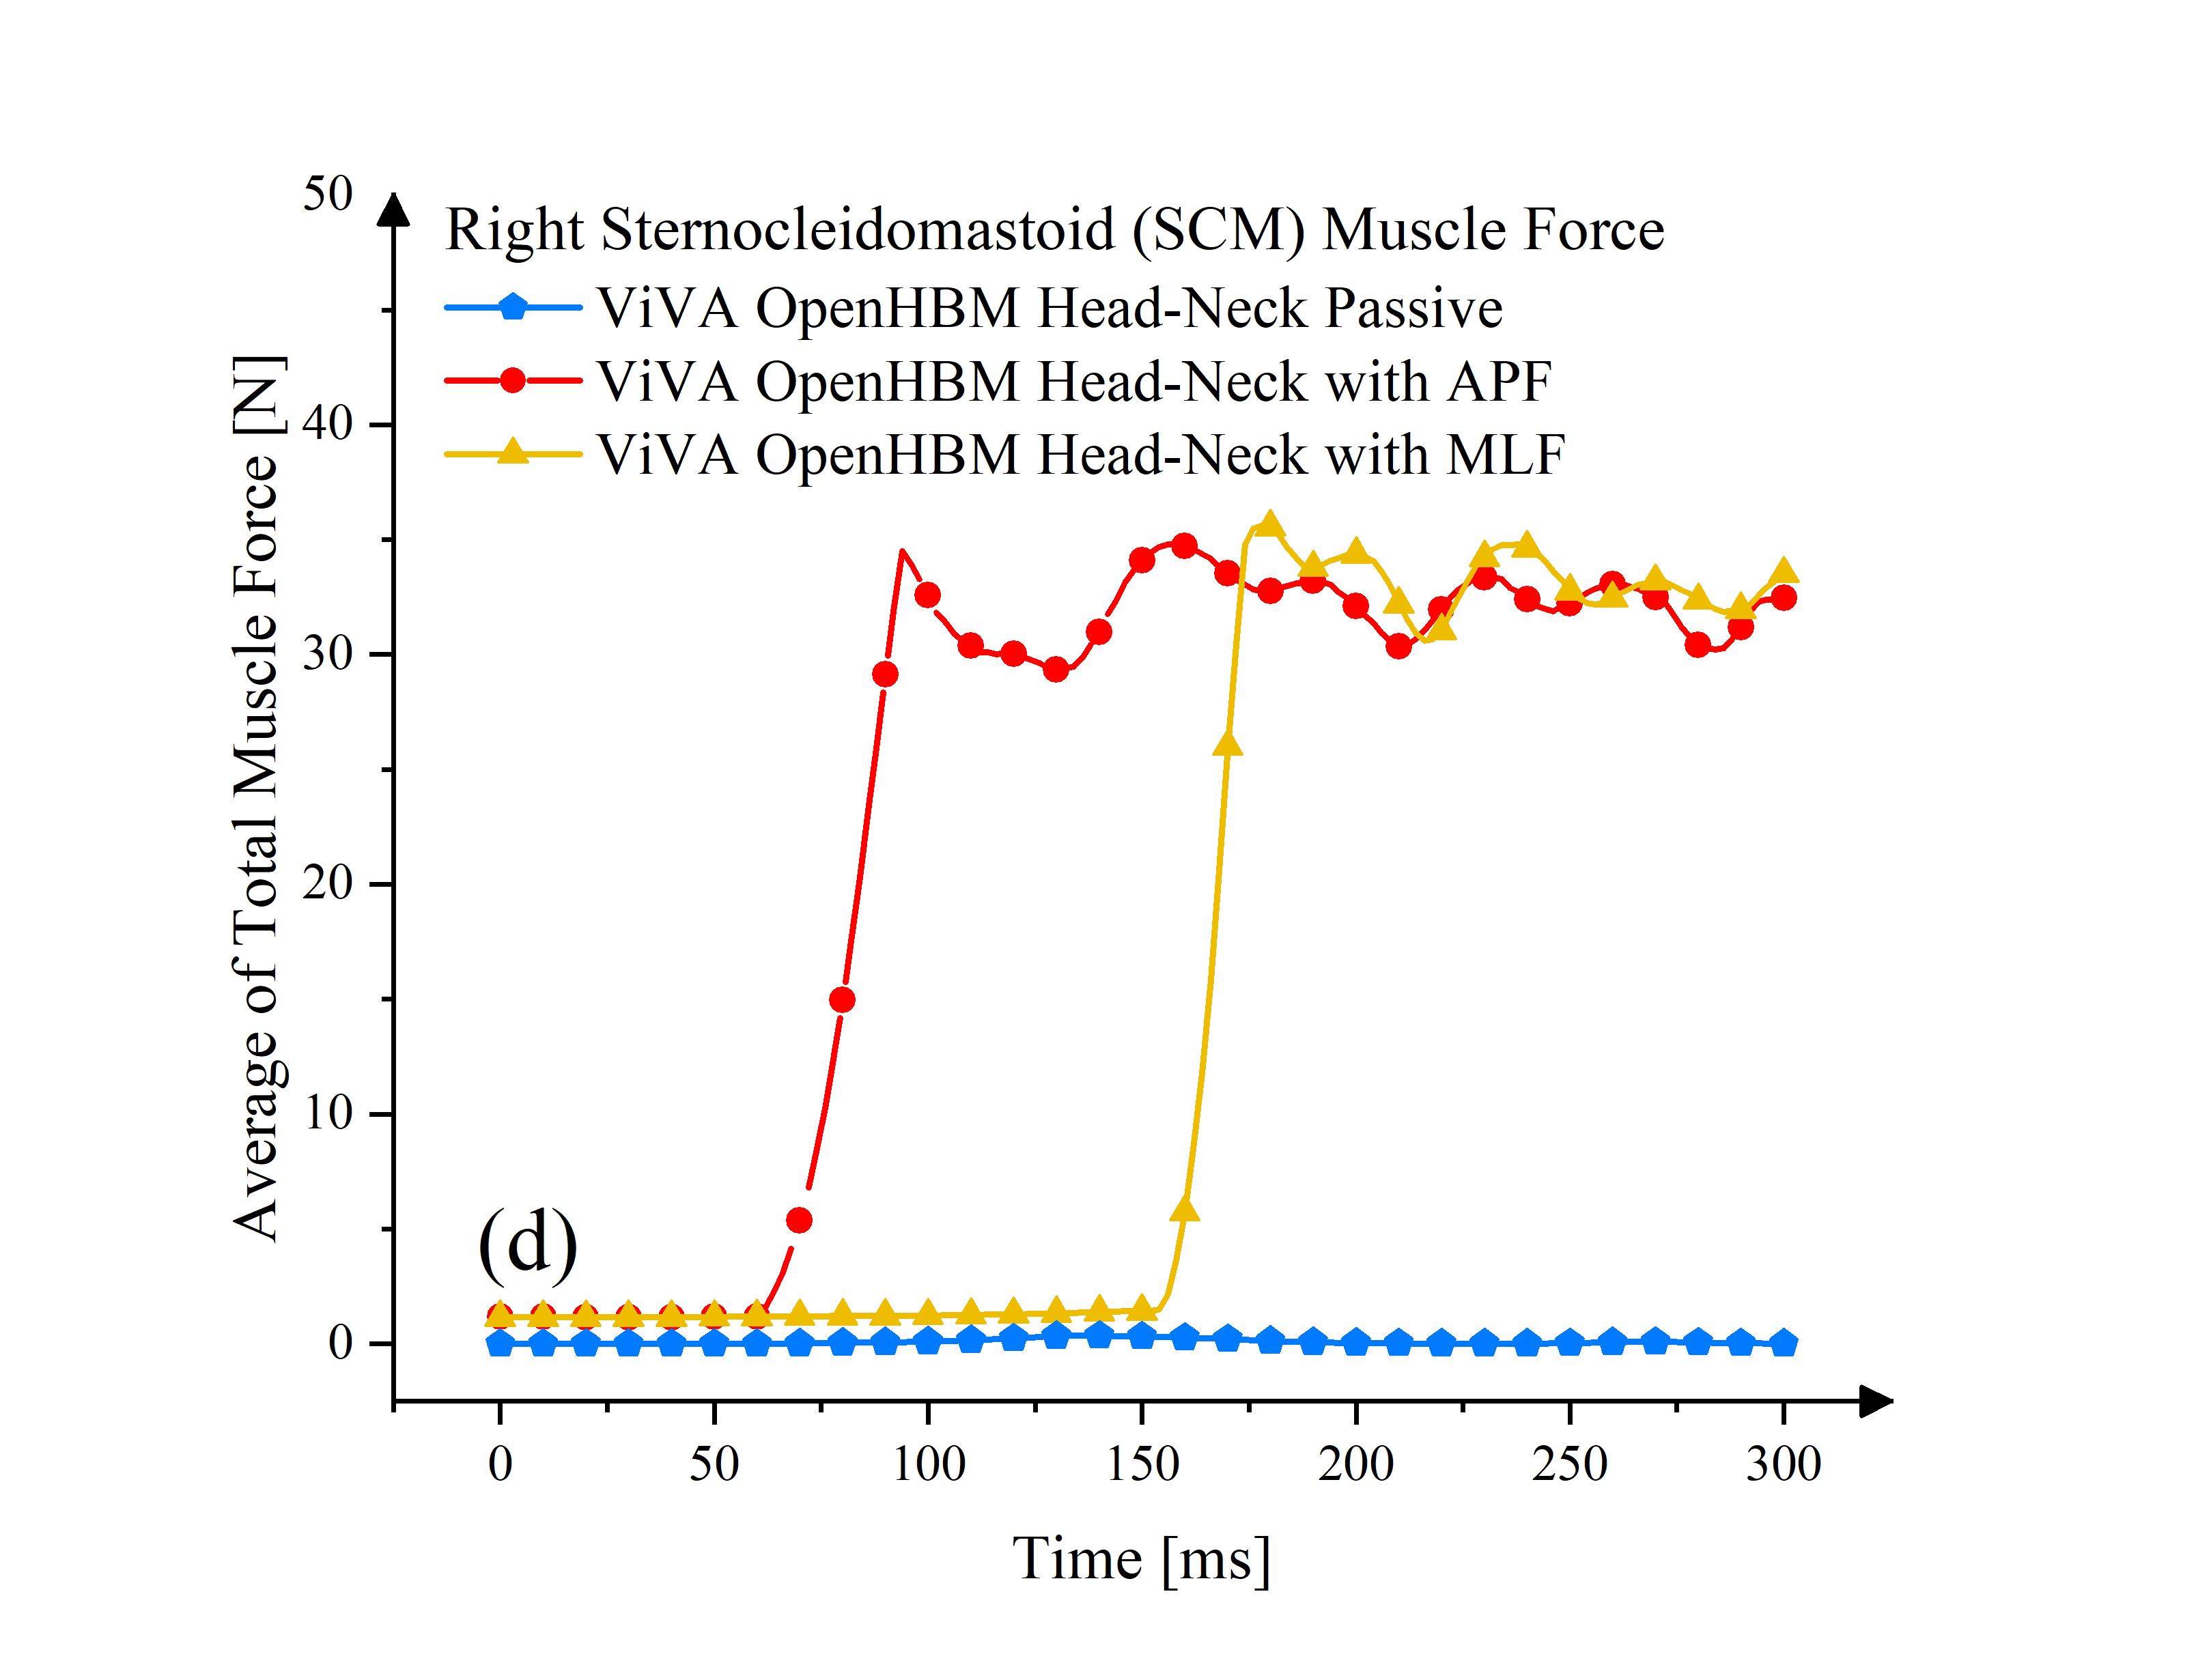 Right Sternocleidomastoid (SCM) Muscle Force
ViVA OpenHBM Head-Neck Passive
ViVA OpenHBM Head-Neck with APF
ViVA OpenHBM Head-Neck with MLF
Average of Total Muscle Force [N]
50
40
30
20
10
0
(d)
0 50 100 150 200 250 300
Time [ms]